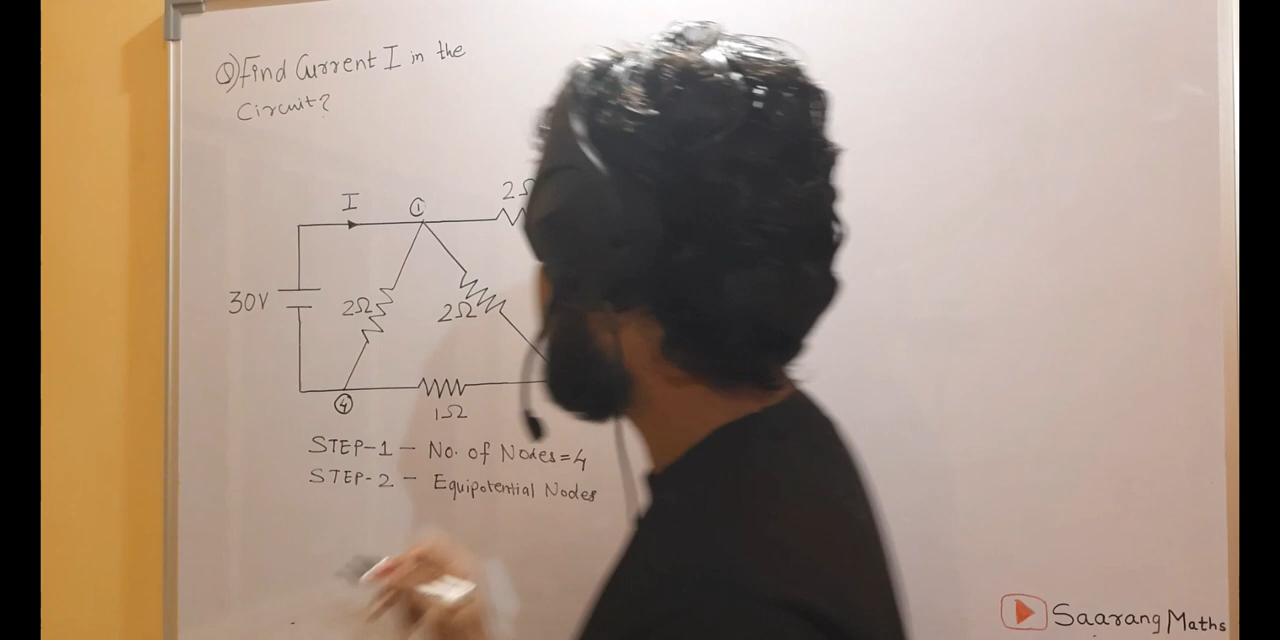 Q) Find Current I in the
Circuit?
I
①
2Ω
30V
2Ω
2Ω
④
1Ω
STEP-1 - No. of Nodes=4
STEP-2 - Equipotential Nodes
Saarang Maths